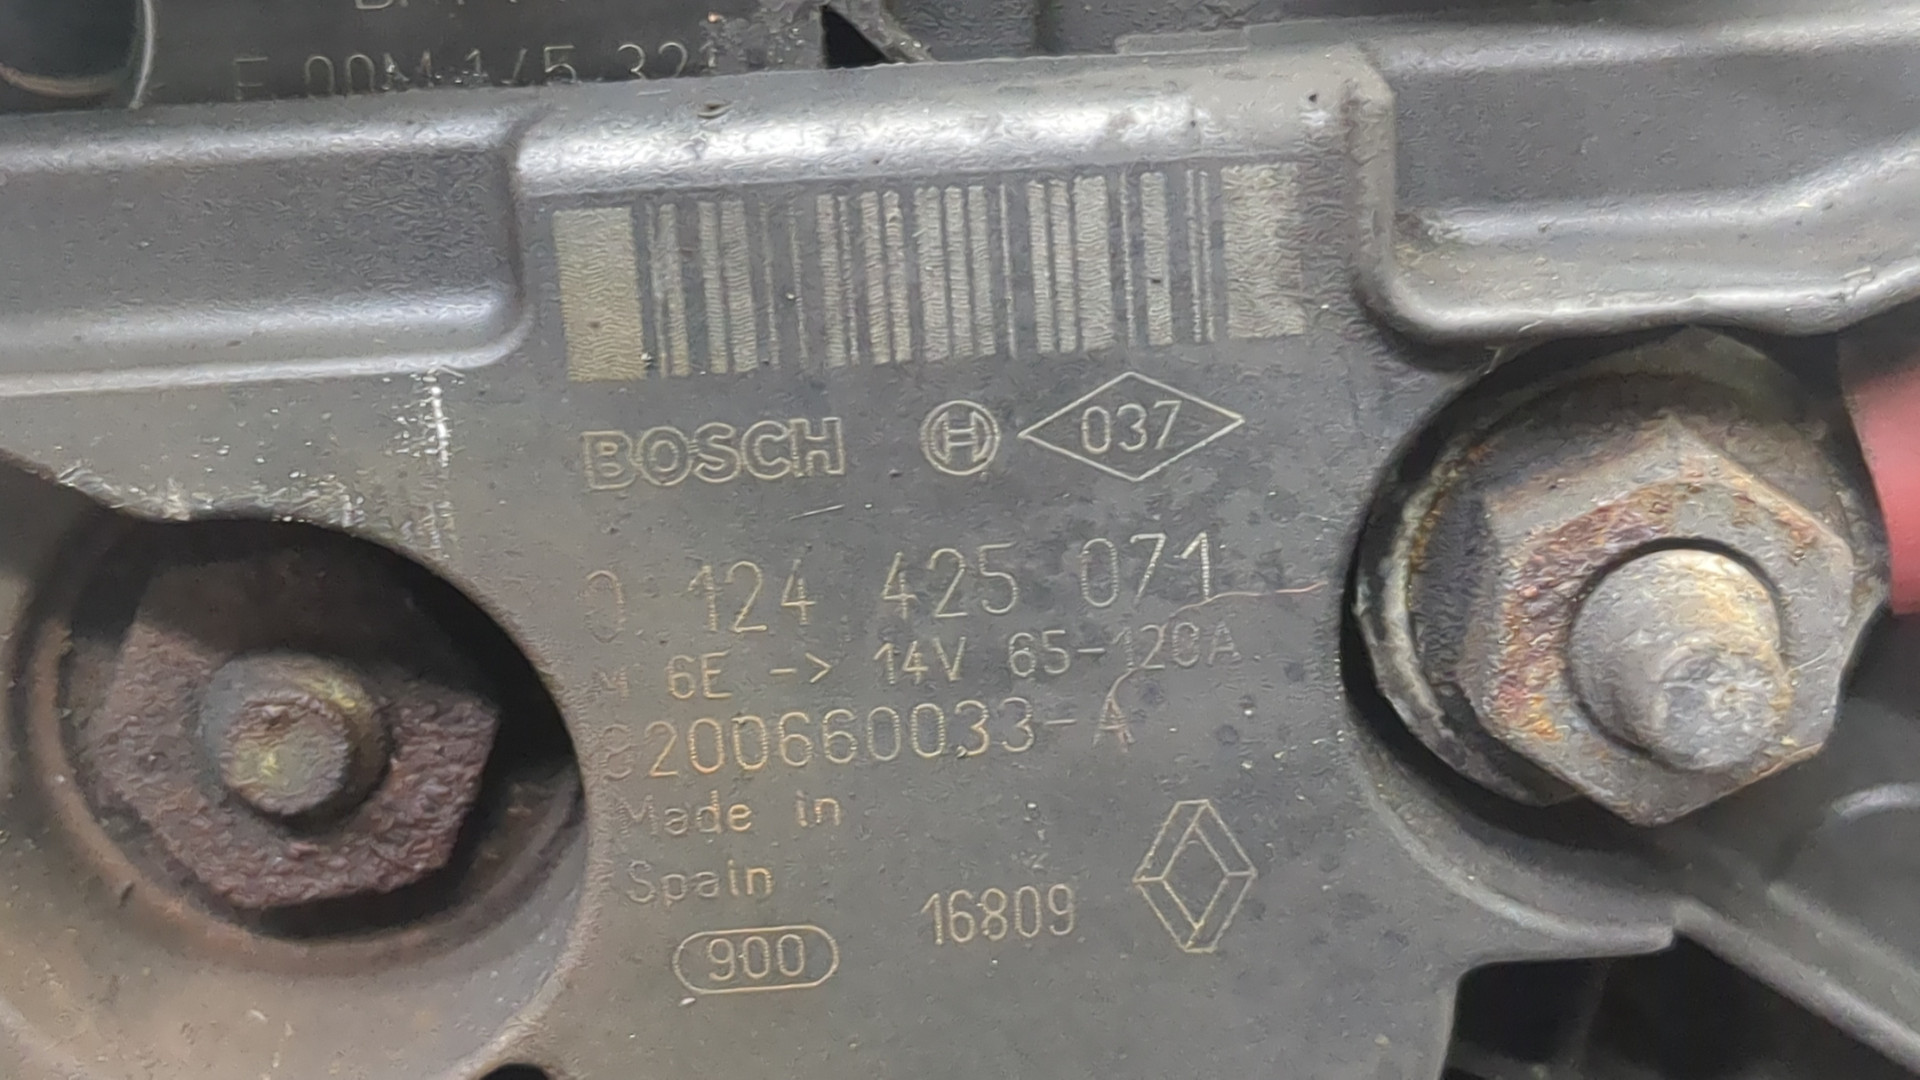 BOSCH H 037
0 124 425 071
M 6E -> 14V 65-120A
8200660033-A
Made in
Spain
16809
900